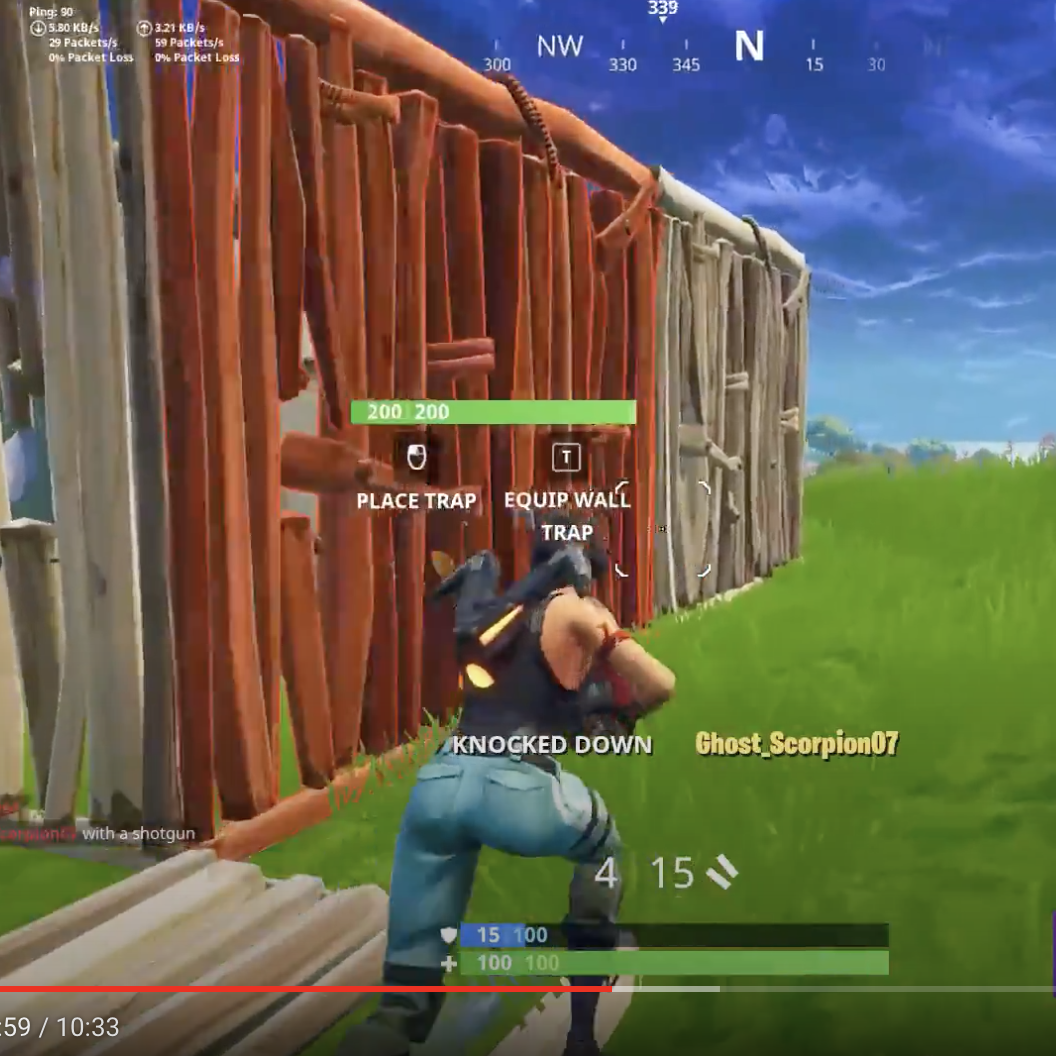 Ping: 90
5.80 KB/s 3.21 KB/s
29 Packets/s 59 Packets/s
0% Packet Loss 0% Packet Loss
339
NW N
300 330 345 15 30
200 200
T
PLACE TRAP EQUIP WALL
TRAP
KNOCKED DOWN Ghost_Scorpion07
with a shotgun
4 15
15 100
100 100
:59 / 10:33